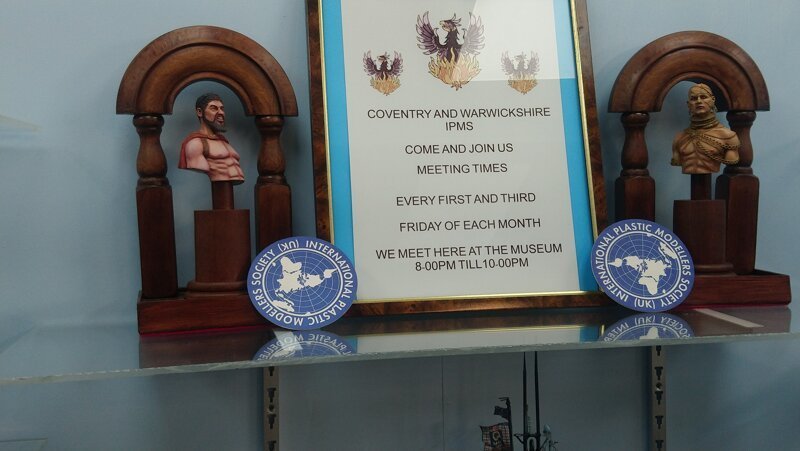 COVENTRY AND WARWICKSHIRE
IPMS
COME AND JOIN US
MEETING TIMES
EVERY FIRST AND THIRD
FRIDAY OF EACH MONTH
WE MEET HERE AT THE MUSEUM
8-00PM TILL10-00PM
INTERNATIONAL PLASTIC MODELLERS SOCIETY (UK)
INTERNATIONAL PLASTIC MODELLERS SOCIETY (UK)